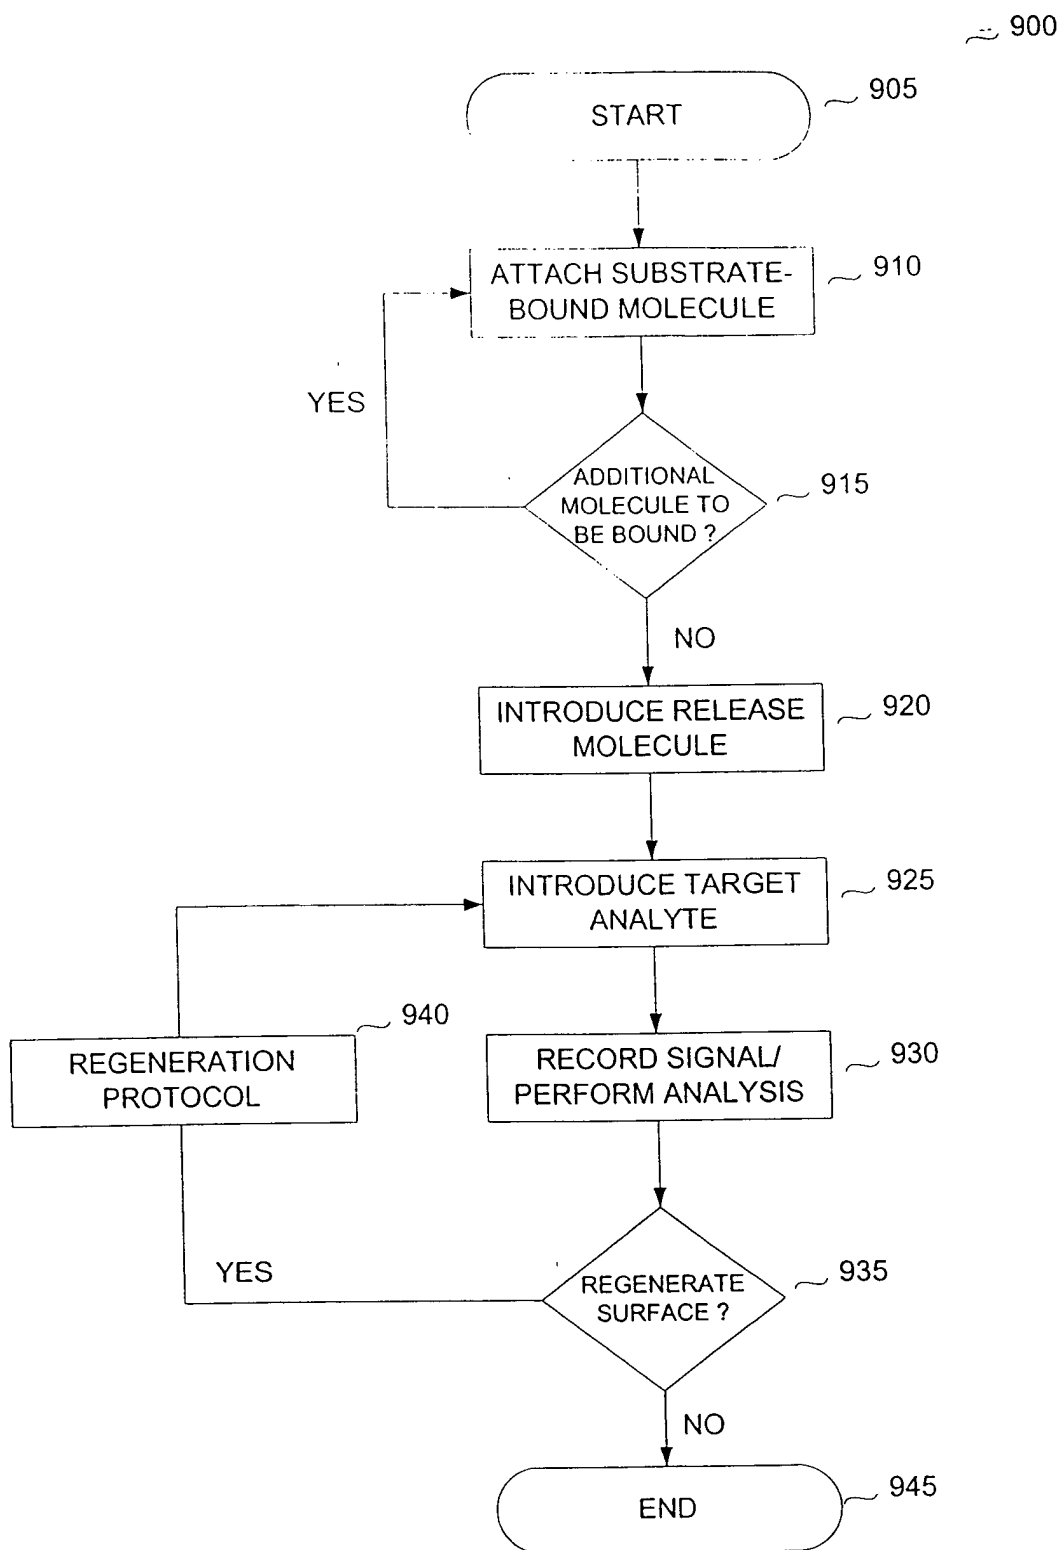 900
START
905
ATTACH SUBSTRATE-
BOUND MOLECULE
910
YES
ADDITIONAL
MOLECULE TO
BE BOUND ?
915
NO
INTRODUCE RELEASE
MOLECULE
920
INTRODUCE TARGET
ANALYTE
925
940
REGENERATION
PROTOCOL
RECORD SIGNAL/
PERFORM ANALYSIS
930
YES
REGENERATE
SURFACE ?
935
NO
END
945